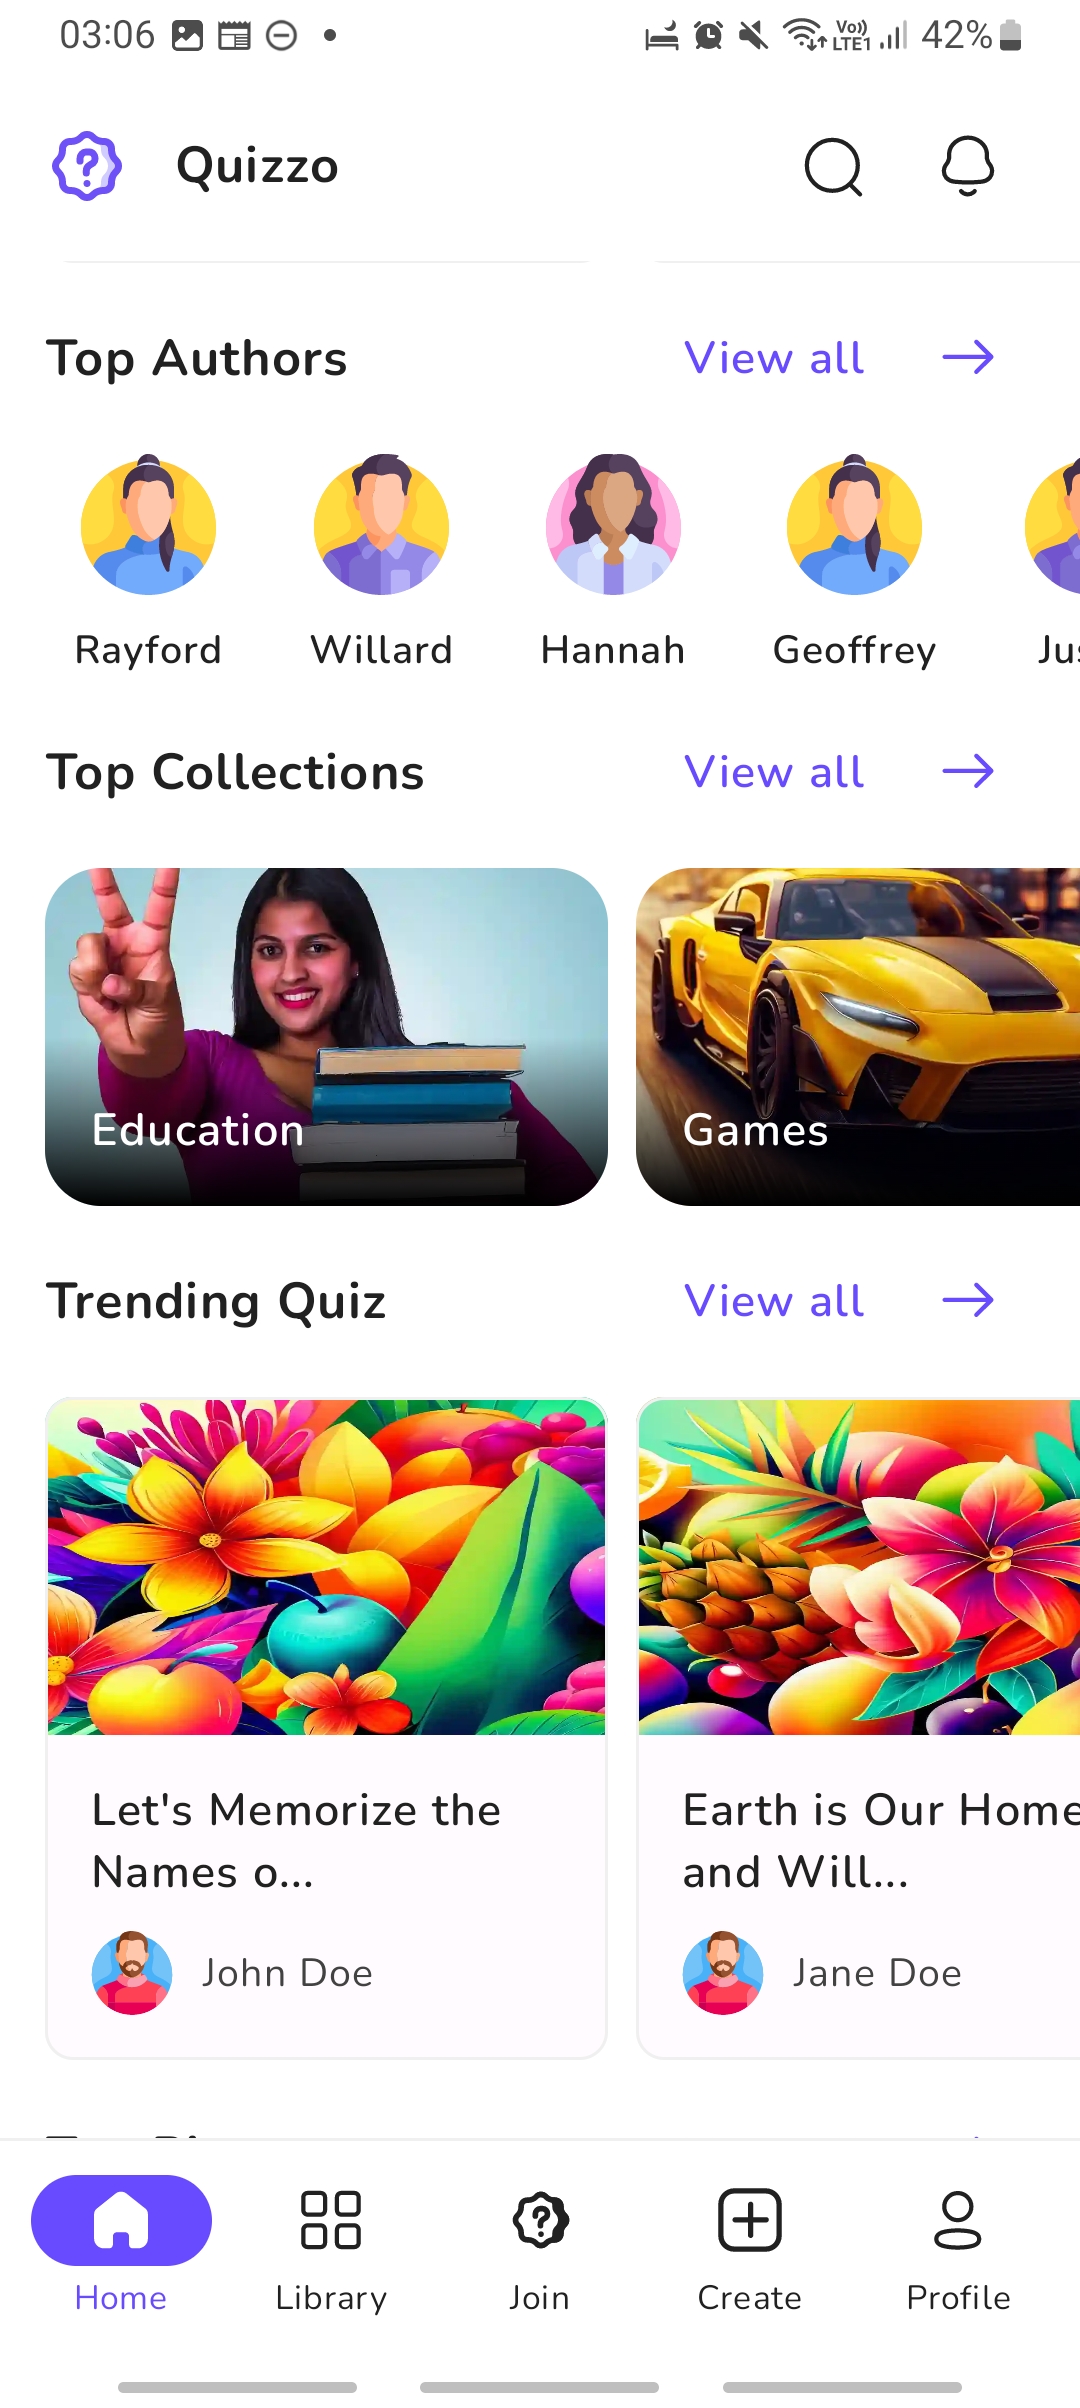 03:06
Vo)) LTE1 42%
Quizzo
Top Authors View all
Rayford Willard Hannah Geoffrey
Top Collections View all
Education Games
Trending Quiz View all
Let's Memorize the
Names o...
John Doe
Earth is Our Home
and Will...
Jane Doe
Home Library Join Create Profile